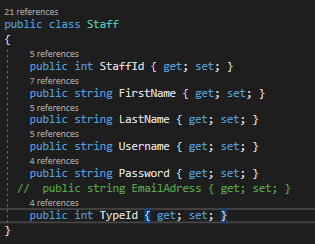 21 references
public class Staff
{
5 references
public int StaffId { get; set; }
7 references
public string FirstName { get; set; }
5 references
public string LastName { get; set; }
5 references
public string Username { get; set; }
4 references
public string Password { get; set; }
// public string EmailAdress { get; set; }
4 references
public int TypeId { get; set; }
}